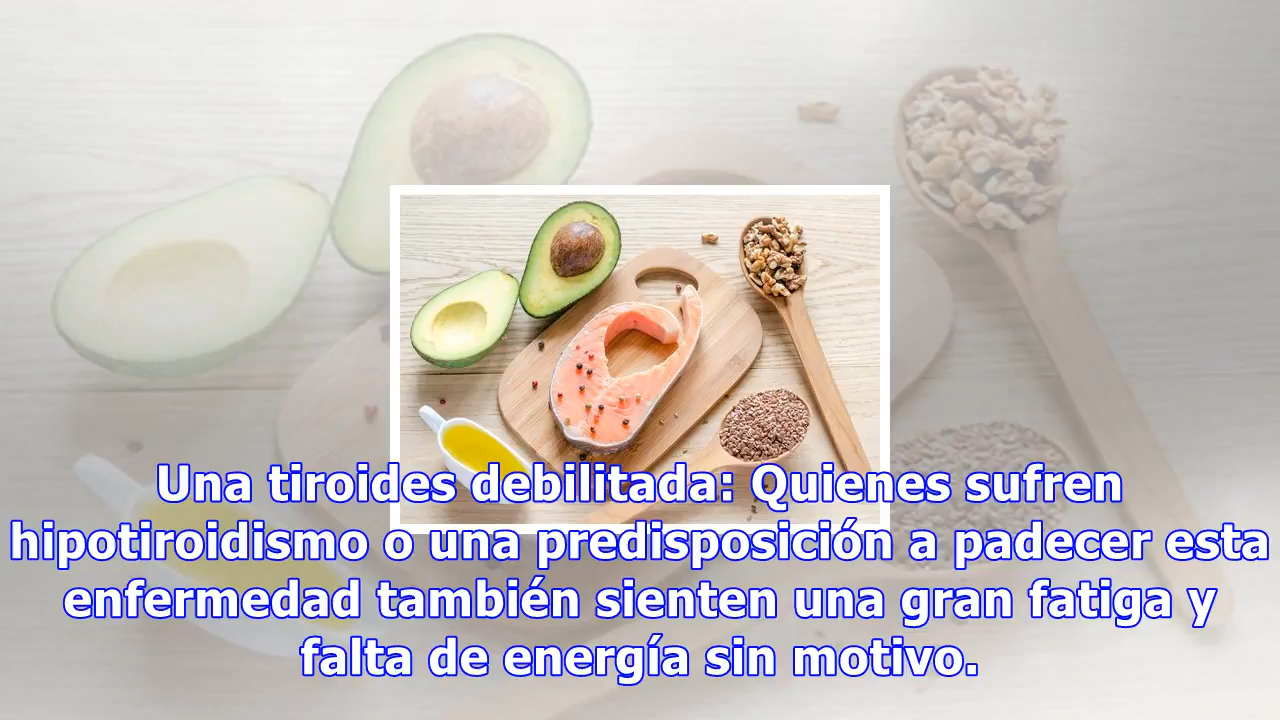 Una tiroides debilitada: Quienes sufren
hipotiroidismo o una predisposición a padecer esta
enfermedad también sienten una gran fatiga y
falta de energía sin motivo.